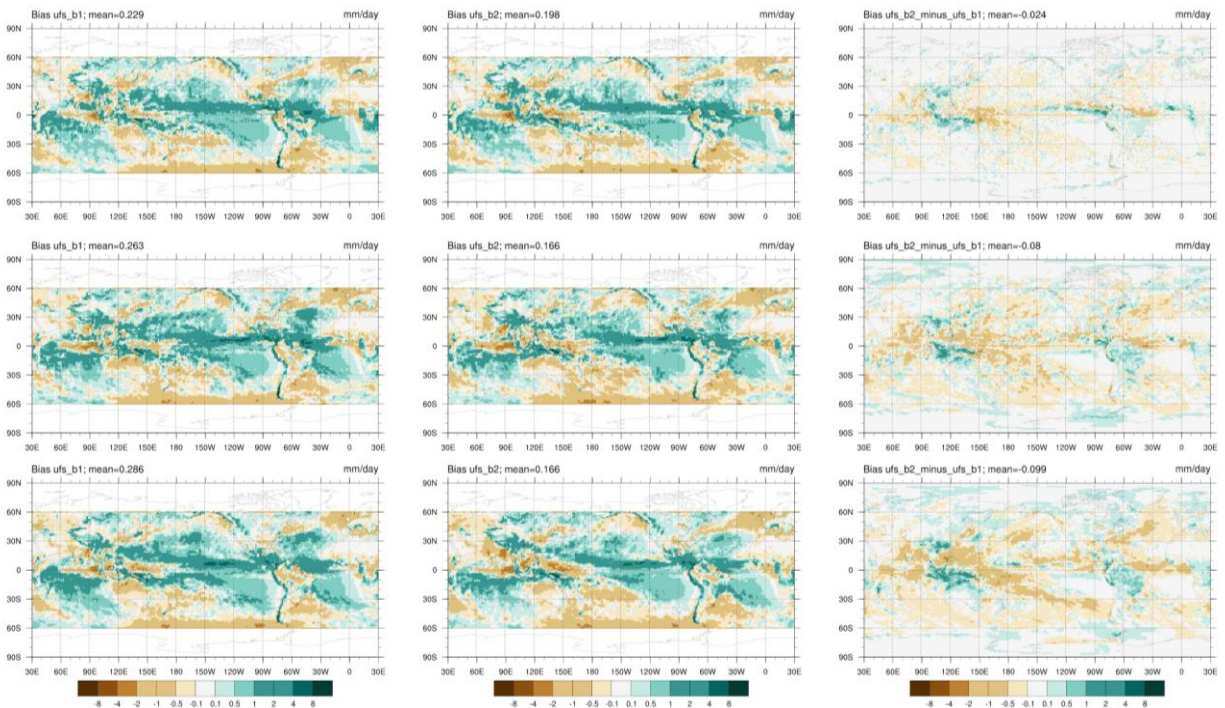 Bias ufs_b1; mean=0.229 mm/day
90N
60N
30N
0
30S
60S
90S
30E 60E 90E 120E 150E 180 150W 120W 90W 60W 30W 0 30E
Bias ufs_b2; mean=0.198 mm/day
90N
60N
30N
0
30S
60S
90S
30E 60E 90E 120E 150E 180 150W 120W 90W 60W 30W 0 30E
Bias ufs_b2_minus_ufs_b1; mean=-0.024 mm/day
90N
60N
30N
0
30S
60S
90S
30E 60E 90E 120E 150E 180 150W 120W 90W 60W 30W 0 30E
Bias ufs_b1; mean=0.263 mm/day
90N
60N
30N
0
30S
60S
90S
30E 60E 90E 120E 150E 180 150W 120W 90W 60W 30W 0 30E
Bias ufs_b2; mean=0.166 mm/day
90N
60N
30N
0
30S
60S
90S
30E 60E 90E 120E 150E 180 150W 120W 90W 60W 30W 0 30E
Bias ufs_b2_minus_ufs_b1; mean=-0.08 mm/day
90N
60N
30N
0
30S
60S
90S
30E 60E 90E 120E 150E 180 150W 120W 90W 60W 30W 0 30E
Bias ufs_b1; mean=0.286 mm/day
90N
60N
30N
0
30S
60S
90S
30E 60E 90E 120E 150E 180 150W 120W 90W 60W 30W 0 30E
-8 -4 -2 -1 -0.5 -0.1 0.1 0.5 1 2 4 8
Bias ufs_b2; mean=0.166 mm/day
90N
60N
30N
0
30S
60S
90S
30E 60E 90E 120E 150E 180 150W 120W 90W 60W 30W 0 30E
-8 -4 -2 -1 -0.5 -0.1 0.1 0.5 1 2 4 8
Bias ufs_b2_minus_ufs_b1; mean=-0.099 mm/day
90N
60N
30N
0
30S
60S
90S
30E 60E 90E 120E 150E 180 150W 120W 90W 60W 30W 0 30E
-8 -4 -2 -1 -0.5 -0.1 0.1 0.5 1 2 4 8